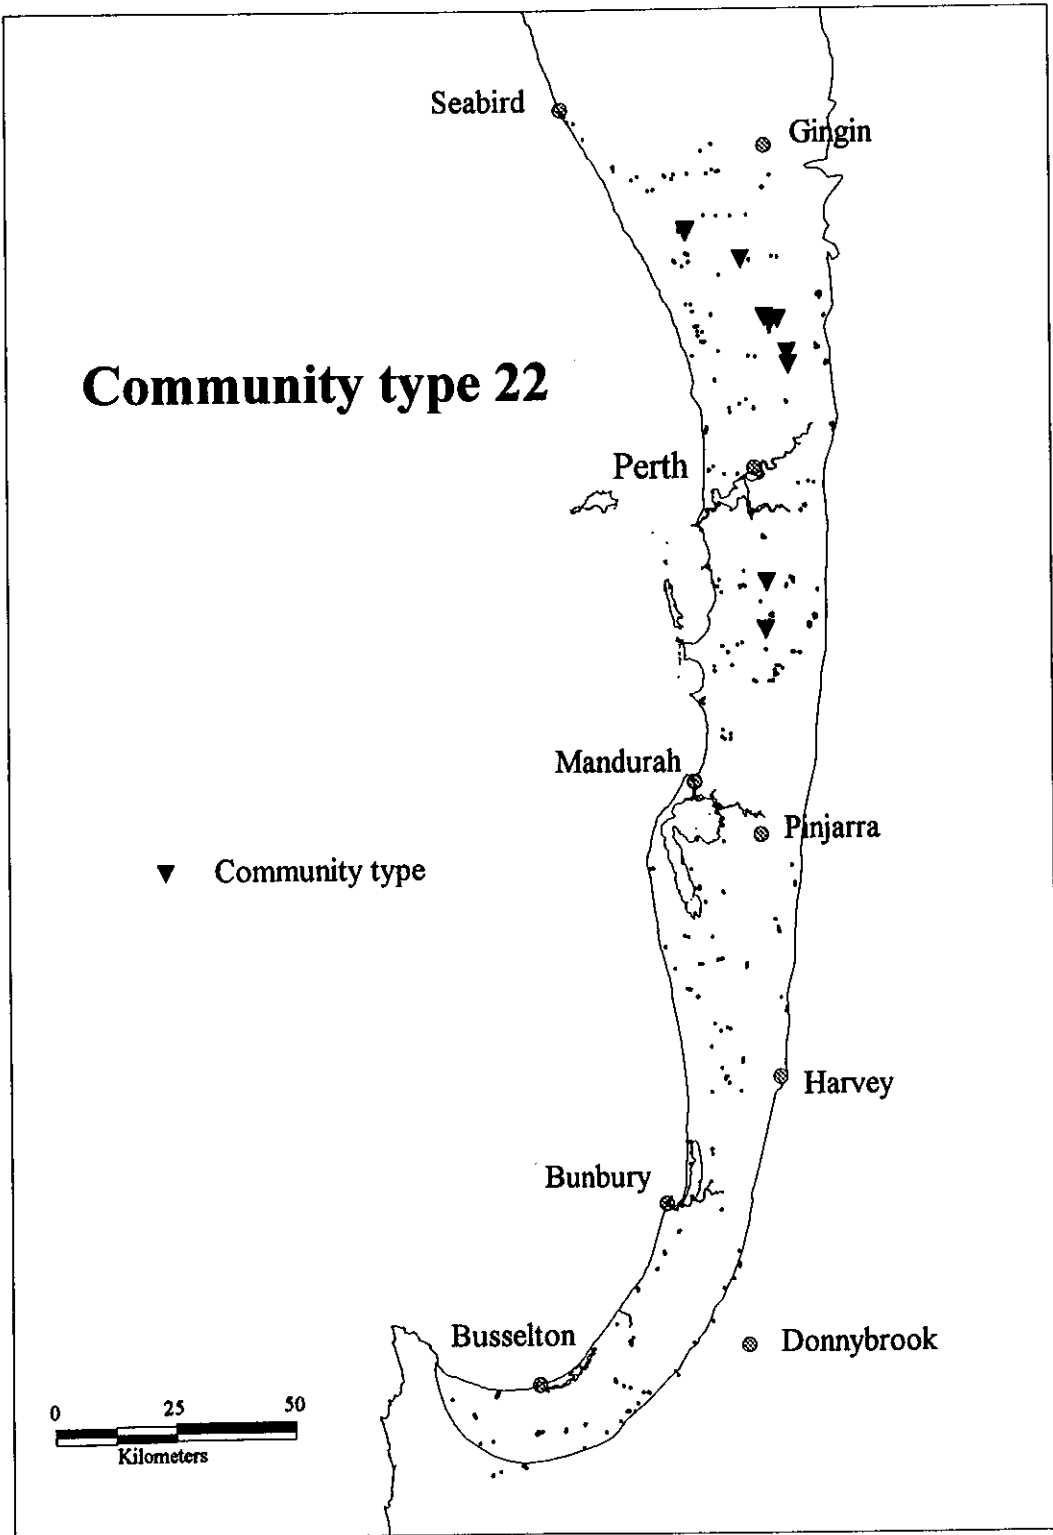 Seabird
Gingin
Community type 22
Perth
Mandurah
Pinjarra
Community type
Harvey
Bunbury
Busselton
Donnybrook
0 25 50
Kilometers